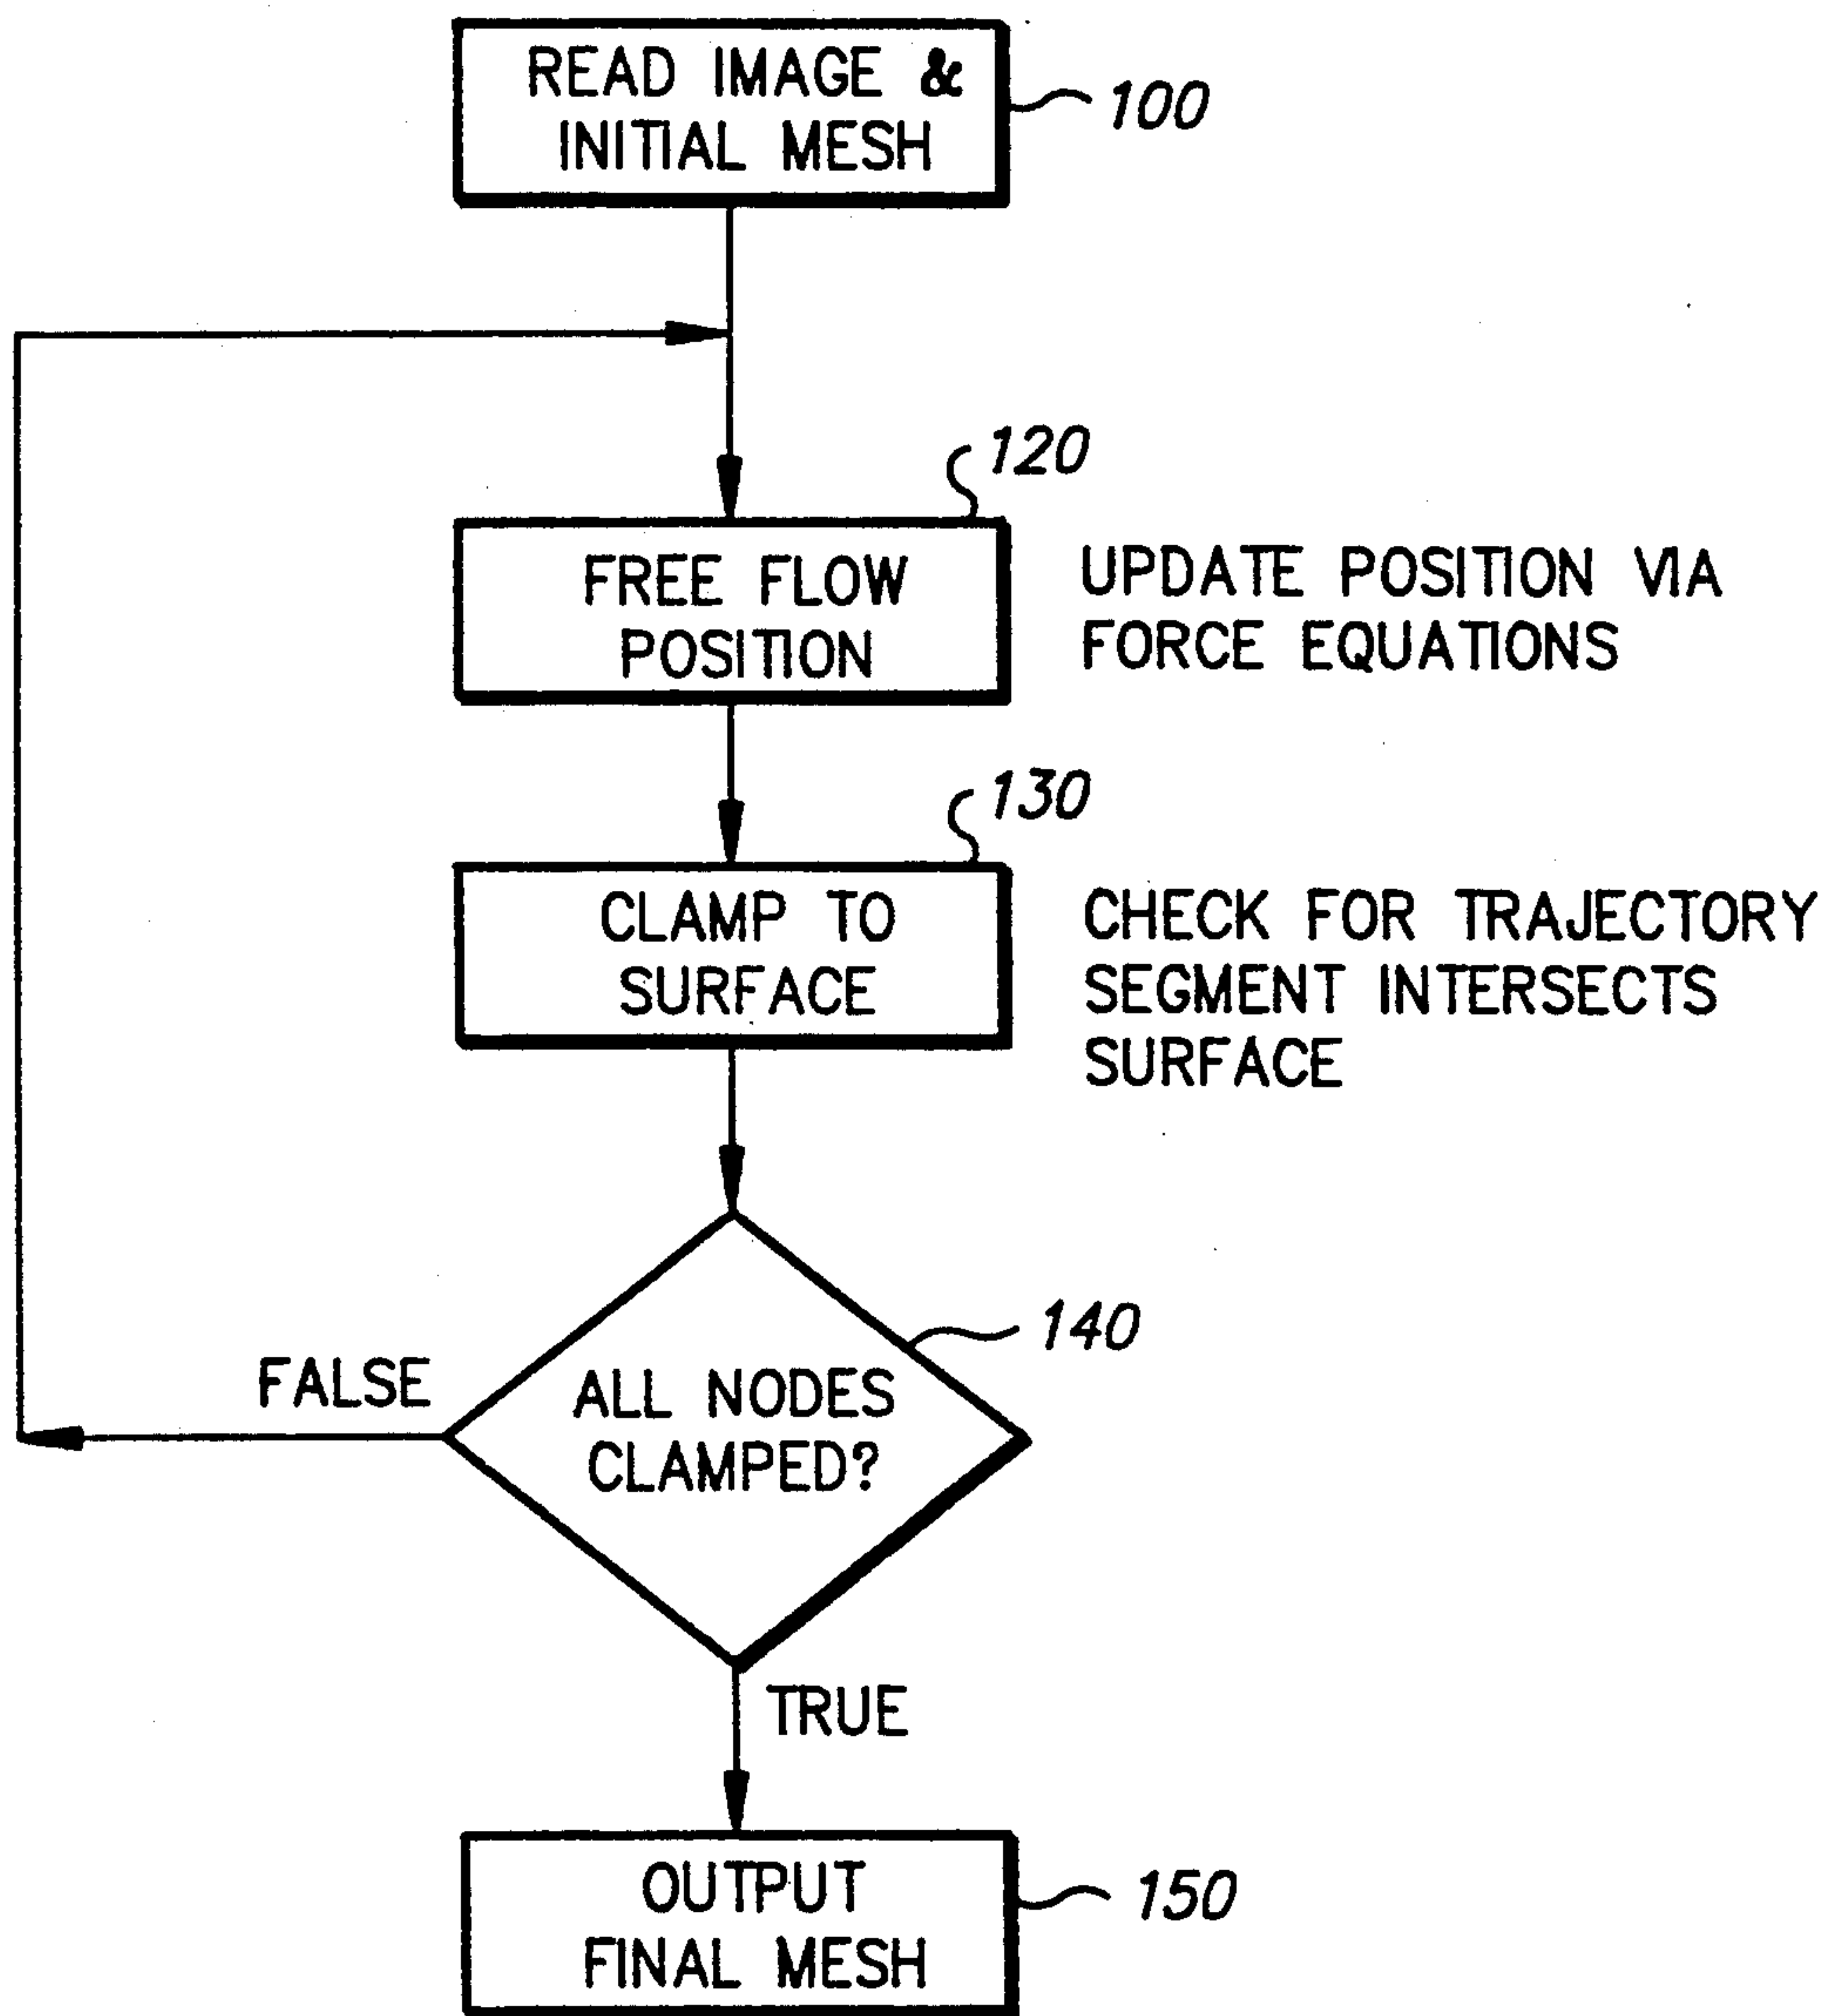 READ IMAGE &
INITIAL MESH
100
120
FREE FLOW
POSITION
UPDATE POSITION VIA
FORCE EQUATIONS
130
CLAMP TO
SURFACE
CHECK FOR TRAJECTORY
SEGMENT INTERSECTS
SURFACE
140
FALSE
ALL NODES
CLAMPED?
TRUE
OUTPUT
FINAL MESH
150